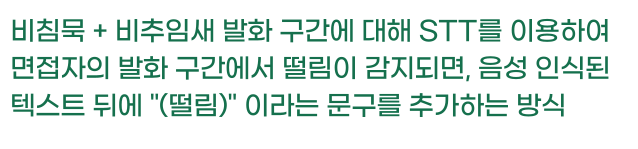 비침묵 + 비추임새 발화 구간에 대해 STT를 이용하여
면접자의 발화 구간에서 떨림이 감지되면, 음성 인식된
텍스트 뒤에 "(떨림)" 이라는 문구를 추가하는 방식